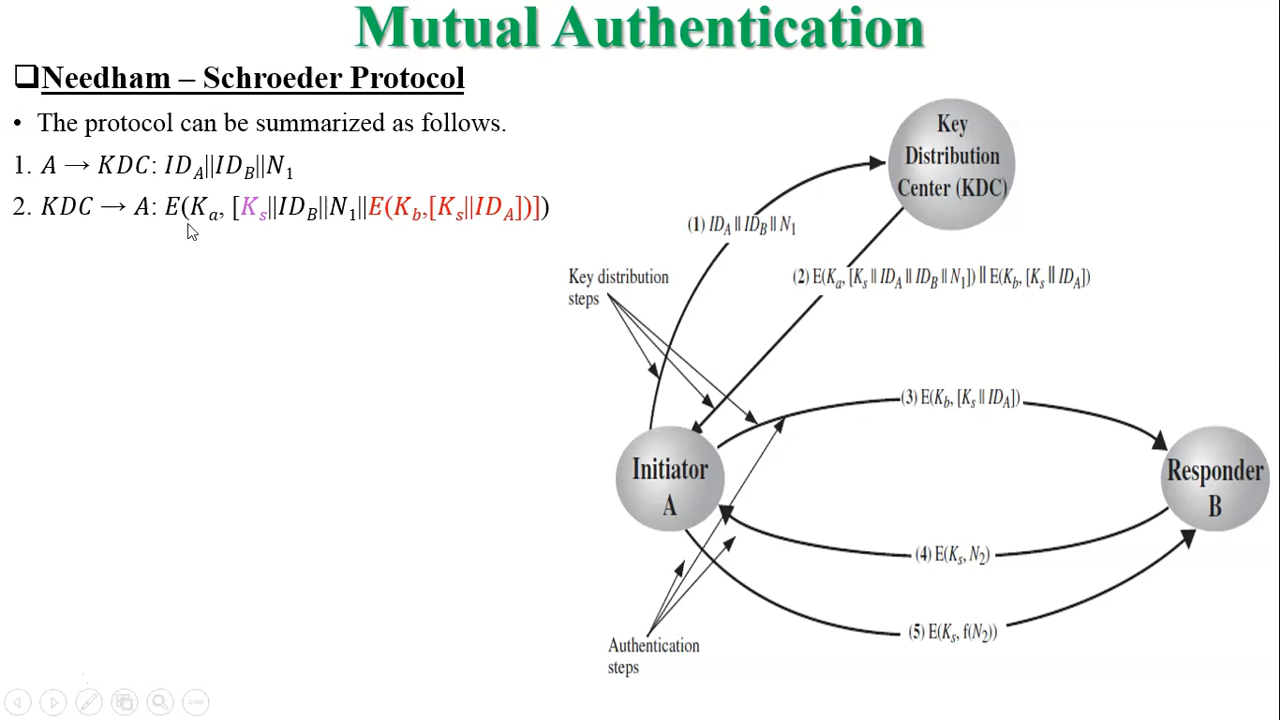 Mutual Authentication
❑Needham – Schroeder Protocol
• The protocol can be summarized as follows.
1. A → KDC: ID_A||ID_B||N_1
2. KDC → A: E(K_a, [K_s||ID_B||N_1||E(K_b,[K_s||ID_A])])
Key
Distribution
Center (KDC)
(1) ID_A || ID_B || N_1
(2) E(K_a, [K_s || ID_A || ID_B || N_1]) || E(K_b, [K_s || ID_A])
Key distribution
steps
(3) E(K_b, [K_s || ID_A])
Initiator
A
Responder
B
(4) E(K_s, N_2)
(5) E(K_s, f(N_2))
Authentication
steps